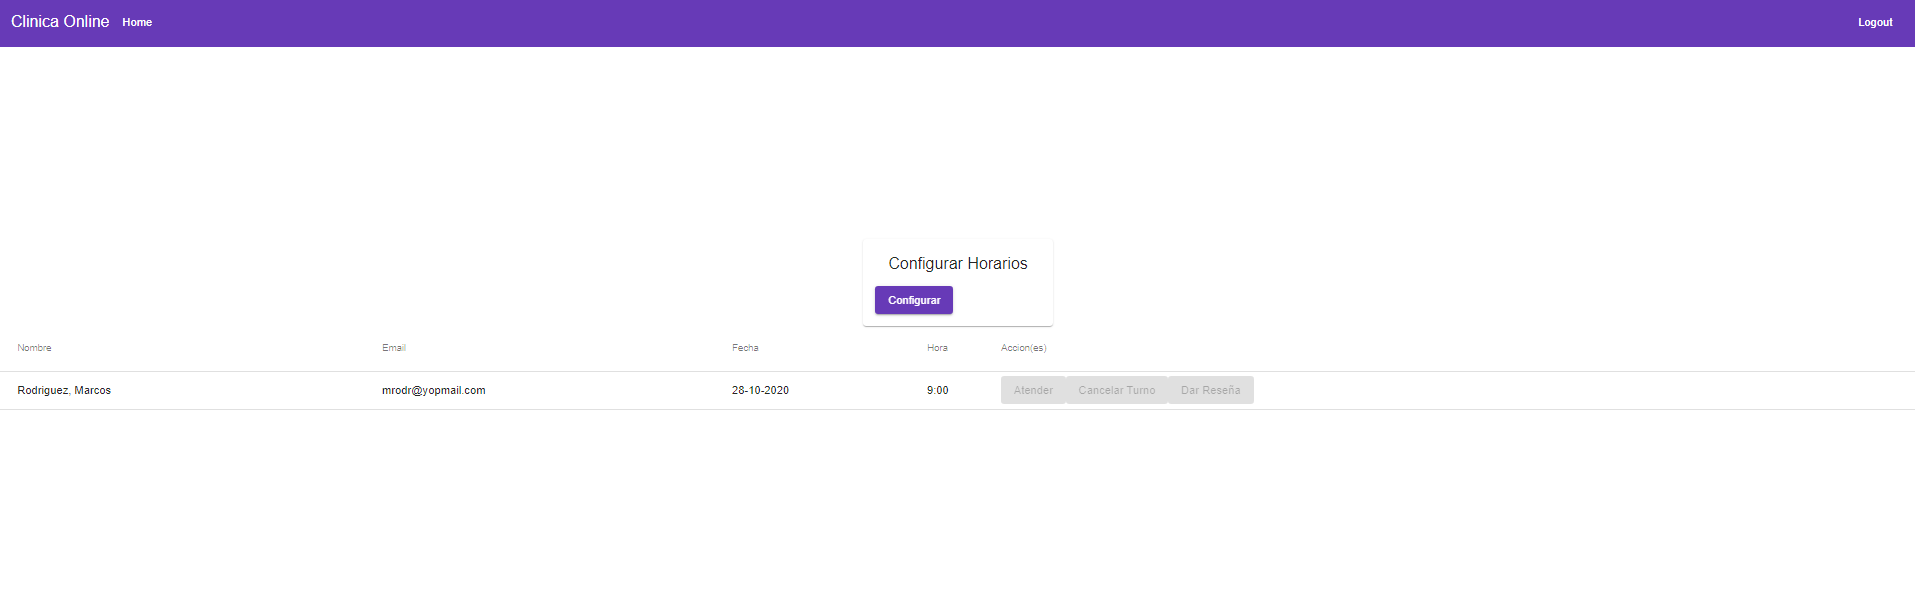 Clinica Online Home Logout
Configurar Horarios
Configurar
Nombre Email Fecha Hora Accion(es)
Rodriguez, Marcos mrodr@yopmail.com 28-10-2020 9:00 Atender Cancelar Turno Dar Reseña